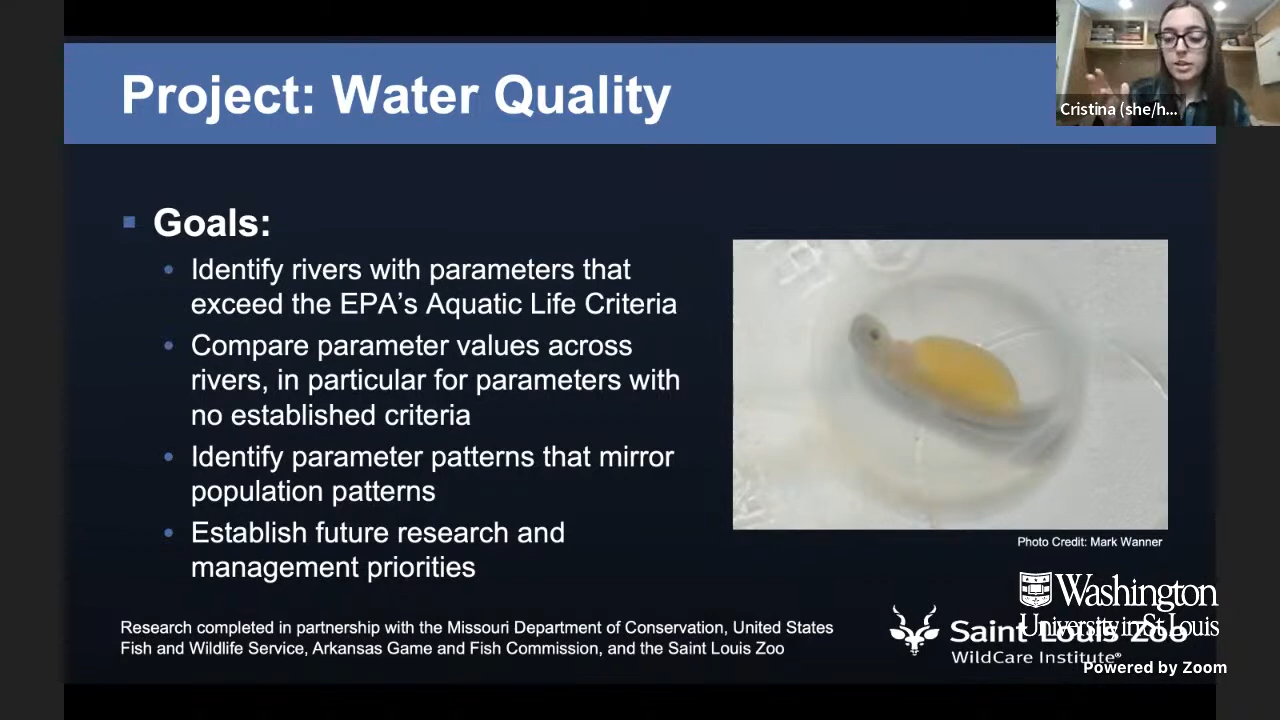 Project: Water Quality
Cristina (she/h...
Goals:
Identify rivers with parameters that
exceed the EPA's Aquatic Life Criteria
Compare parameter values across
rivers, in particular for parameters with
no established criteria
Identify parameter patterns that mirror
population patterns
Establish future research and
management priorities
Photo Credit: Mark Wanner
Research completed in partnership with the Missouri Department of Conservation, United States
Fish and Wildlife Service, Arkansas Game and Fish Commission, and the Saint Louis Zoo
Washington
University in St Louis
Saint Louis Zoo
WildCare Institute®
Powered by Zoom